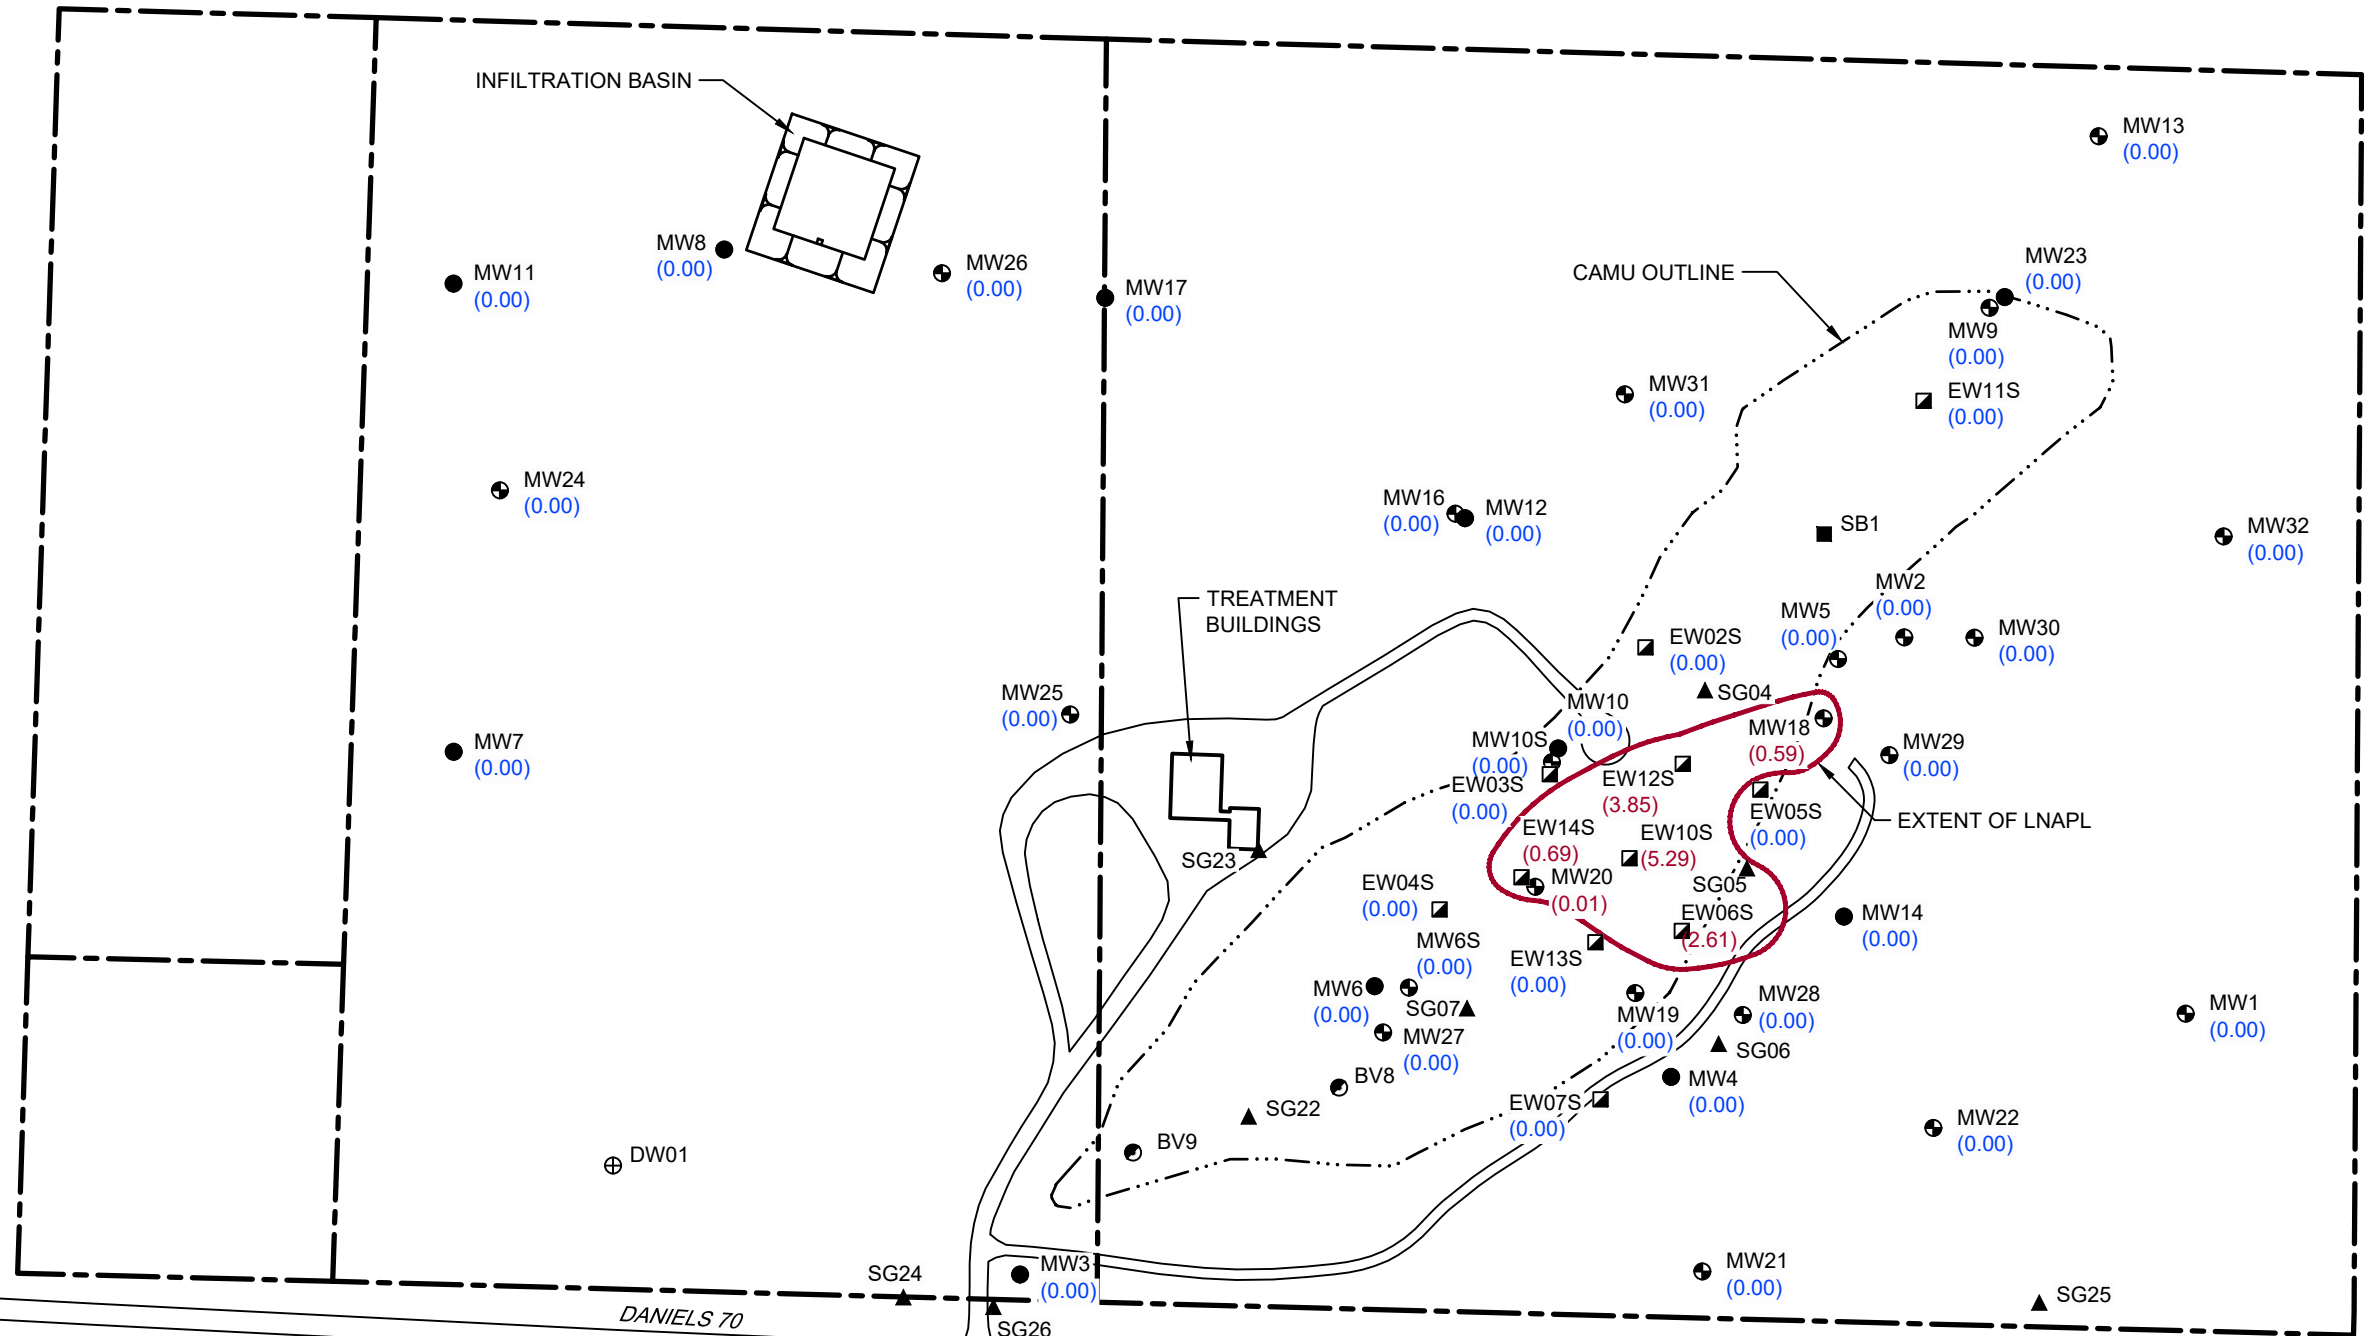 INFILTRATION BASIN
MW13
(0.00)
MW8
(0.00)
MW26
(0.00)
MW11
(0.00)
MW17
(0.00)
CAMU OUTLINE
MW23
(0.00)
MW9
(0.00)
MW31
(0.00)
EW11S
(0.00)
MW24
(0.00)
MW16
(0.00)
MW12
(0.00)
SB1
MW32
(0.00)
TREATMENT
BUILDINGS
MW2
(0.00)
MW5
(0.00)
MW30
(0.00)
EW02S
(0.00)
SG04
MW25
(0.00)
MW10
(0.00)
MW7
(0.00)
MW10S
(0.00)
MW18
(0.59)
MW29
(0.00)
EW03S
(0.00)
EW12S
(3.85)
EW05S
(0.00)
EXTENT OF LNAPL
EW14S
(0.69)
EW10S
(5.29)
SG23
MW20
(0.01)
SG05
EW04S
(0.00)
EW06S
(2.61)
MW14
(0.00)
MW6S
(0.00)
EW13S
(0.00)
MW6
(0.00)
SG07
MW28
(0.00)
MW19
(0.00)
MW1
(0.00)
MW27
(0.00)
SG06
BV8
MW4
(0.00)
SG22
EW07S
(0.00)
MW22
(0.00)
BV9
DW01
MW3
(0.00)
MW21
(0.00)
SG24
SG25
DANIELS 70
SG26